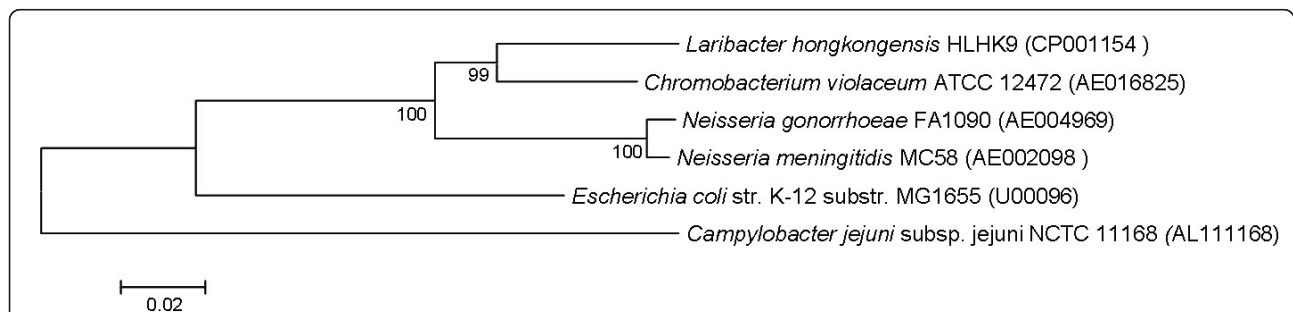 Laribacter hongkongensis HLHK9 (CP001154 )
99
Chromobacterium violaceum ATCC 12472 (AE016825)
100
Neisseria gonorrhoeae FA1090 (AE004969)
100
Neisseria meningitidis MC58 (AE002098 )
Escherichia coli str. K-12 substr. MG1655 (U00096)
Campylobacter jejuni subsp. jejuni NCTC 11168 (AL111168)
0.02